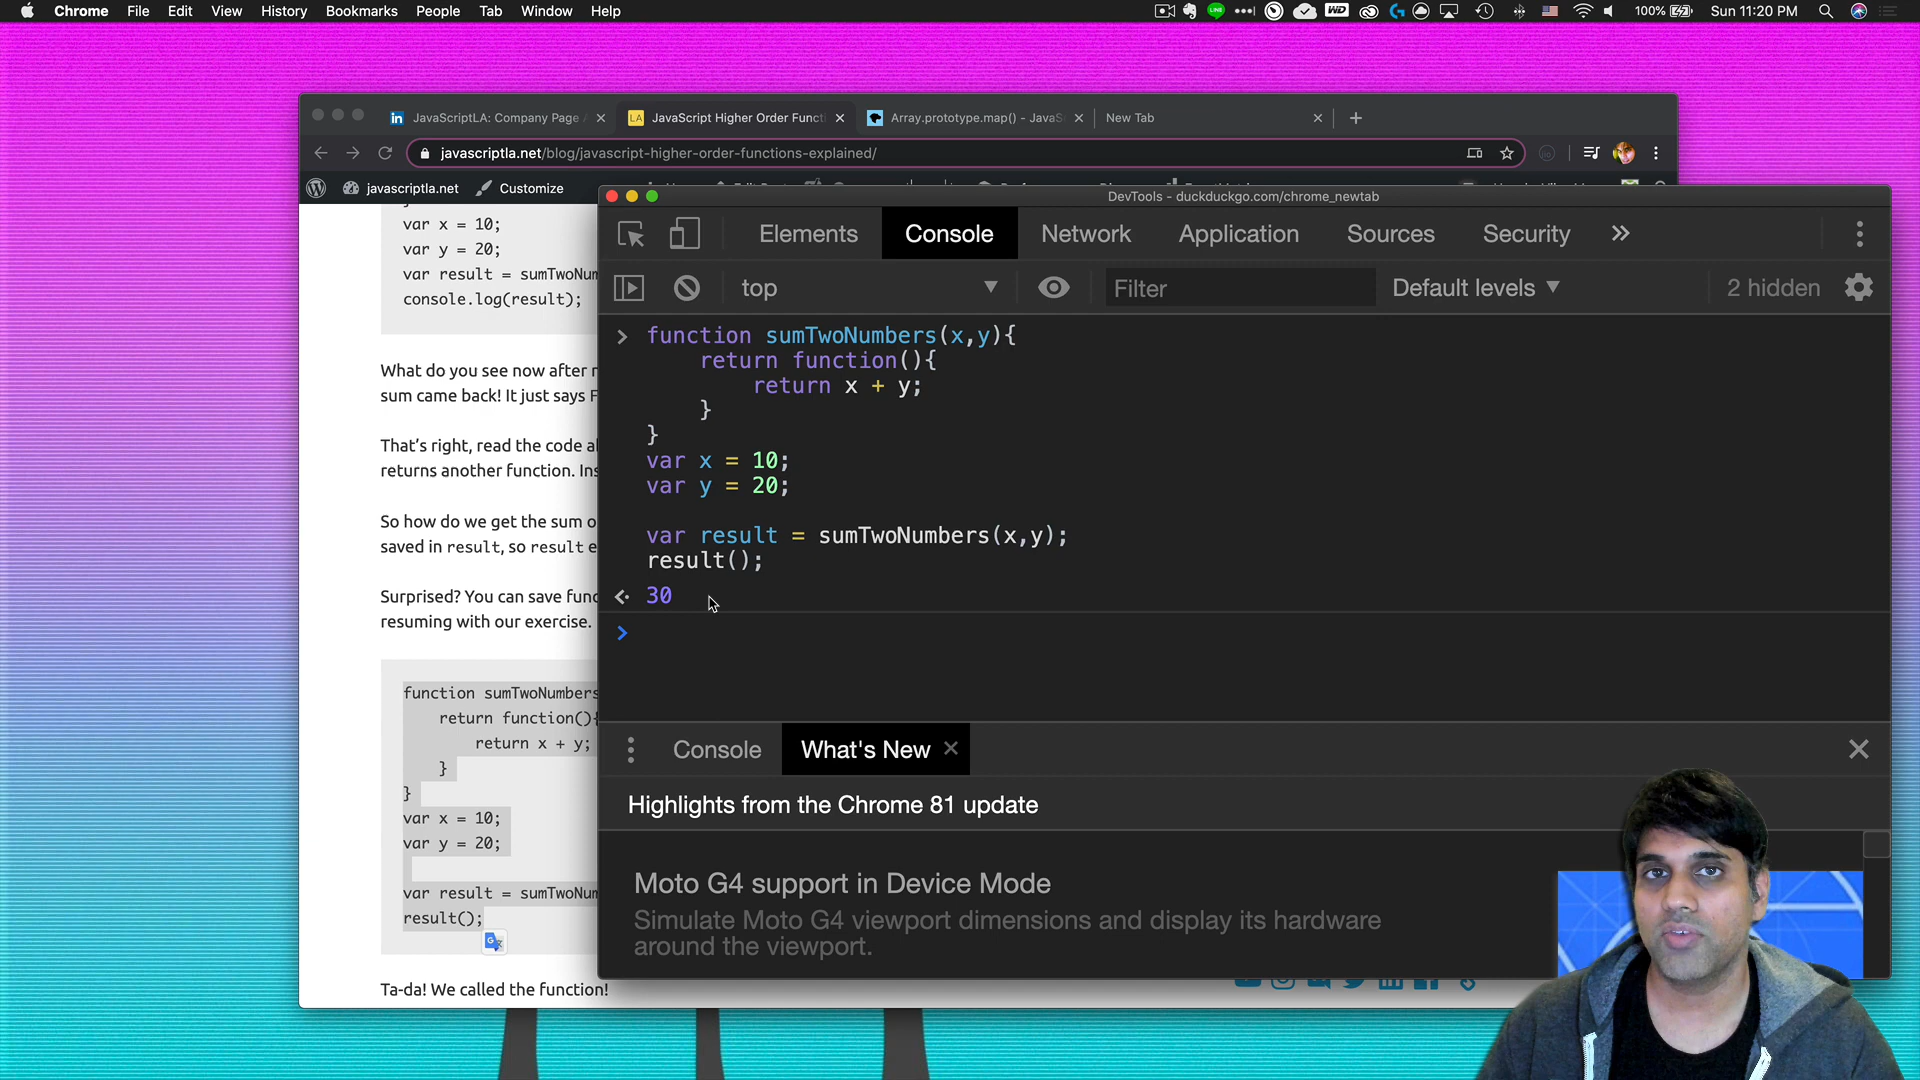 Chrome File Edit View History Bookmarks People Tab Window Help
WD 100% Sun 11:20 PM
JavaScriptLA: Company Page
LA JavaScript Higher Order Funct
Array.prototype.map() - JavaS
New Tab
javascriptla.net/blog/javascript-higher-order-functions-explained/
javascriptla.net Customize
DevTools - duckduckgo.com/chrome_newtab
Elements Console Network Application Sources Security »
top Filter Default levels 2 hidden
function sumTwoNumbers(x,y){
return function(){
return x + y;
}
}
var x = 10;
var y = 20;
var result = sumTwoNumbers(x,y);
result();
30
Console What's New
Highlights from the Chrome 81 update
Moto G4 support in Device Mode
Simulate Moto G4 viewport dimensions and display its hardware
around the viewport.
var x = 10;
var y = 20;
var result = sumTwoNum
console.log(result);
What do you see now after
sum came back! It just says
That's right, read the code
returns another function.
So how do we get the sum
saved in result, so result
Surprised? You can save
resuming with our exercise.
function sumTwoNumbers
return function(){
return x + y;
}
}
var x = 10;
var y = 20;
var result = sumTwoNum
result();
Ta-da! We called the function!